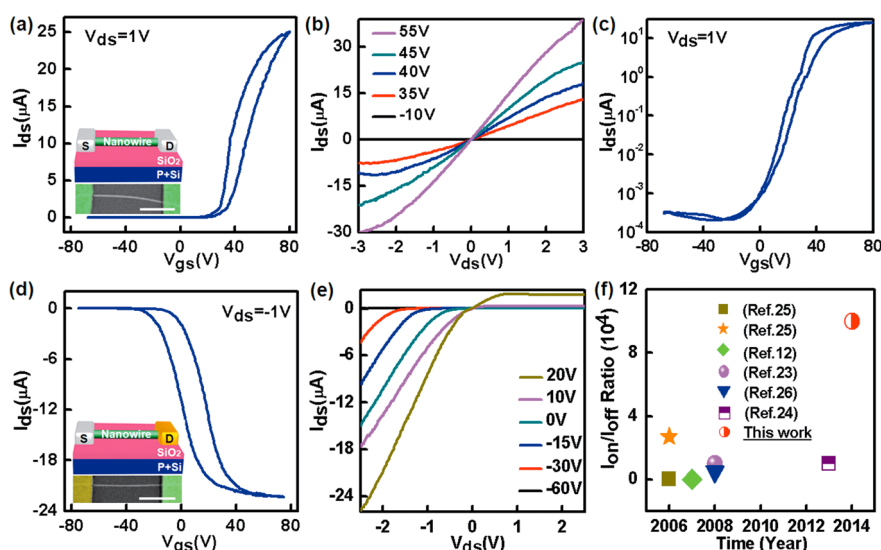 (a)
Vds=1V
Ids(μA)
25
20
15
10
5
0
-80 -40 0 40 80
Vgs(V)
S Nanowire D
SiO2
P+Si
(b)
55V
45V
40V
35V
-10V
Ids(μA)
30
15
0
-15
-30
-3 -2 -1 0 1 2 3
Vds(V)
(c)
Vds=1V
Ids(μA)
10^1
10^0
10^-1
10^-2
10^-3
10^-4
-80 -40 0 40 80
Vgs(V)
(d)
Vds=-1V
Ids(μA)
0
-6
-12
-18
-24
-80 -40 0 40 80
Vgs(V)
S Nanowire D
SiO2
P+Si
(e)
Ids(μA)
0
-6
-12
-18
-24
20V
10V
0V
-15V
-30V
-60V
-2 -1 0 1 2
Vds(V)
(f)
Ion/Ioff Ratio (10^4)
12
8
4
0
(Ref.25)
(Ref.25)
(Ref.12)
(Ref.23)
(Ref.26)
(Ref.24)
This work
2006 2008 2010 2012 2014
Time (Year)